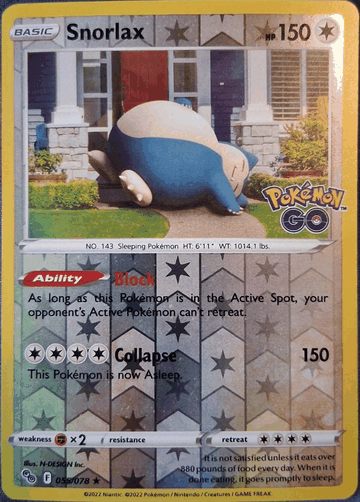 BASIC Snorlax HP 150
Pokémon
GO
NO. 143 Sleeping Pokémon HT: 6'11" WT: 1014.1 lbs.
Ability Block
As long as this Pokémon is in the Active Spot, your
opponent's Active Pokémon can't retreat.
Collapse 150
This Pokémon is now Asleep.
weakness ×2 resistance retreat
Illus. N-DESIGN Inc.
F 055/078 ★
It is not satisfied unless it eats over
880 pounds of food every day. When it is
done eating, it goes promptly to sleep.
©2022 Niantic ©2022 Pokémon / Nintendo / Creatures / GAME FREAK